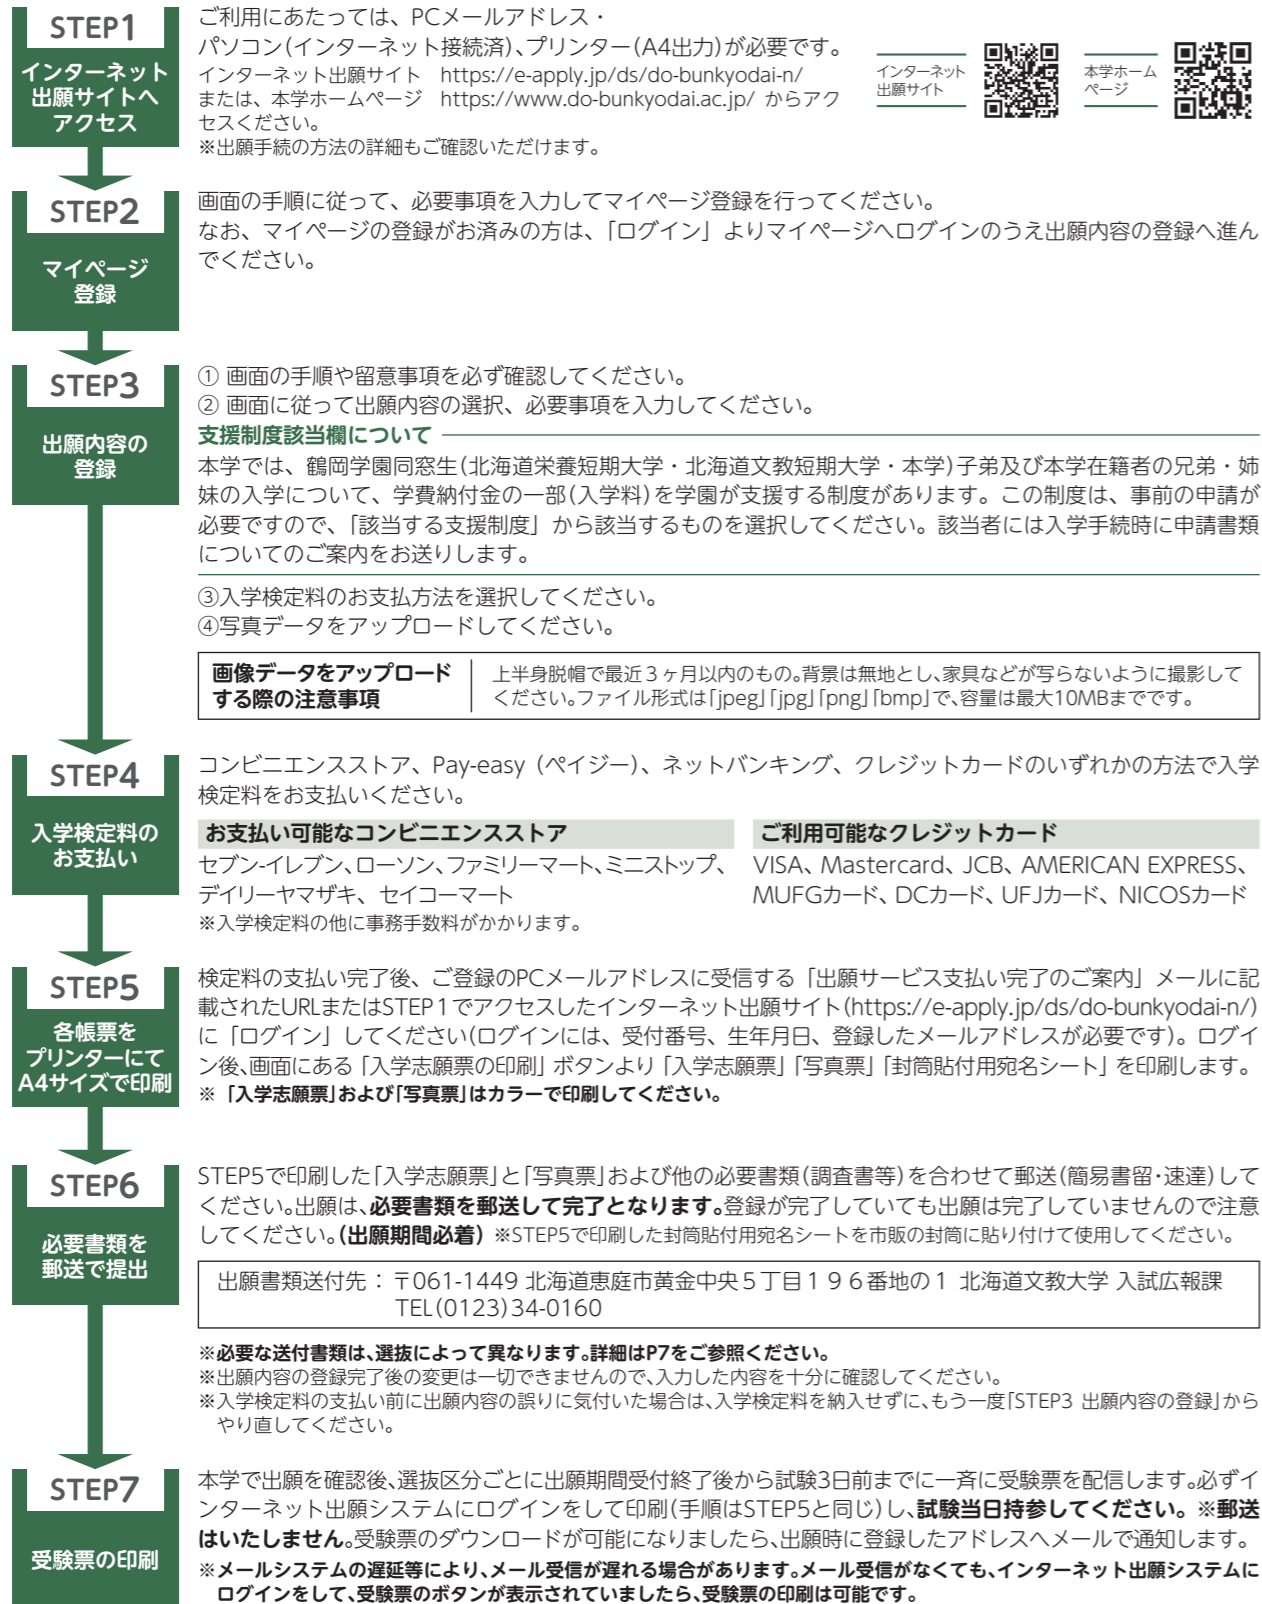 STEP1
インターネット
出願サイトへ
アクセス
ご利用にあたっては、PCメールアドレス・
パソコン(インターネット接続済)、プリンター(A4出力)が必要です。
インターネット出願サイト https://e-apply.jp/ds/do-bunkyodai-n/
または、本学ホームページ https://www.do-bunkyodai.ac.jp/ からアク
セスください。
※出願手続の方法の詳細もご確認いただけます。
インターネット
出願サイト
本学ホーム
ページ
STEP2
マイページ
登録
画面の手順に従って、必要事項を入力してマイページ登録を行ってください。
なお、マイページの登録がお済みの方は、「ログイン」よりマイページへログインのうえ出願内容の登録へ進ん
でください。
STEP3
出願内容の
登録
① 画面の手順や留意事項を必ず確認してください。
② 画面に従って出願内容の選択、必要事項を入力してください。
支援制度該当欄について
本学では、鶴岡学園同窓生(北海道栄養短期大学・北海道文教短期大学・本学)子弟及び本学在籍者の兄弟・姉
妹の入学について、学費納付金の一部(入学料)を学園が支援する制度があります。この制度は、事前の申請が
必要ですので、「該当する支援制度」から該当するものを選択してください。該当者には入学手続時に申請書類
についてのご案内をお送りします。
③入学検定料のお支払方法を選択してください。
④写真データをアップロードしてください。
画像データをアップロード
する際の注意事項
上半身脱帽で最近3ヶ月以内のもの。背景は無地とし、家具などが写らないように撮影して
ください。ファイル形式は「jpeg」「jpg」「png」「bmp」で、容量は最大10MBまでです。
STEP4
入学検定料の
お支払い
コンビニエンスストア、Pay-easy(ペイジー)、ネットバンキング、クレジットカードのいずれかの方法で入学
検定料をお支払いください。
お支払い可能なコンビニエンスストア
セブン-イレブン、ローソン、ファミリーマート、ミニストップ、
デイリーヤマザキ、セイコーマート
※入学検定料の他に事務手数料がかかります。
ご利用可能なクレジットカード
VISA、Mastercard、JCB、AMERICAN EXPRESS、
MUFGカード、DCカード、UFJカード、NICOSカード
STEP5
各帳票を
プリンターにて
A4サイズで印刷
検定料の支払い完了後、ご登録のPCメールアドレスに受信する「出願サービス支払い完了のご案内」メールに記
載されたURLまたはSTEP1でアクセスしたインターネット出願サイト(https://e-apply.jp/ds/do-bunkyodai-n/)
に「ログイン」してください(ログインには、受付番号、生年月日、登録したメールアドレスが必要です)。ログイ
ン後、画面にある「入学志願票の印刷」ボタンより「入学志願票」「写真票」「封筒貼付用宛名シート」を印刷します。
※「入学志願票」および「写真票」はカラーで印刷してください。
STEP6
必要書類を
郵送で提出
STEP5で印刷した「入学志願票」と「写真票」および他の必要書類(調査書等)を合わせて郵送(簡易書留・速達)して
ください。出願は、必要書類を郵送して完了となります。登録が完了していても出願は完了していませんので注意
してください。(出願期間必着) ※STEP5で印刷した封筒貼付用宛名シートを市販の封筒に貼り付けて使用してください。
出願書類送付先：〒061-1449 北海道恵庭市黄金中央5丁目196番地の1 北海道文教大学 入試広報課
TEL(0123)34-0160
※必要な送付書類は、選抜によって異なります。詳細はP7をご参照ください。
※出願内容の登録完了後の変更は一切できませんので、入力した内容を十分に確認してください。
※入学検定料の支払い前に出願内容の誤りに気付いた場合は、入学検定料を納入せずに、もう一度「STEP3 出願内容の登録」から
やり直してください。
STEP7
受験票の印刷
本学で出願を確認後、選抜区分ごとに出願期間受付終了後から試験3日前までに一斉に受験票を配信します。必ずイ
ンターネット出願システムにログインをして印刷(手順はSTEP5と同じ)し、試験当日持参してください。※郵送
はいたしません。受験票のダウンロードが可能になりましたら、出願時に登録したアドレスへメールで通知します。
※メールシステムの遅延等により、メール受信が遅れる場合があります。メール受信がなくても、インターネット出願システムに
ログインをして、受験票のボタンが表示されていましたら、受験票の印刷は可能です。